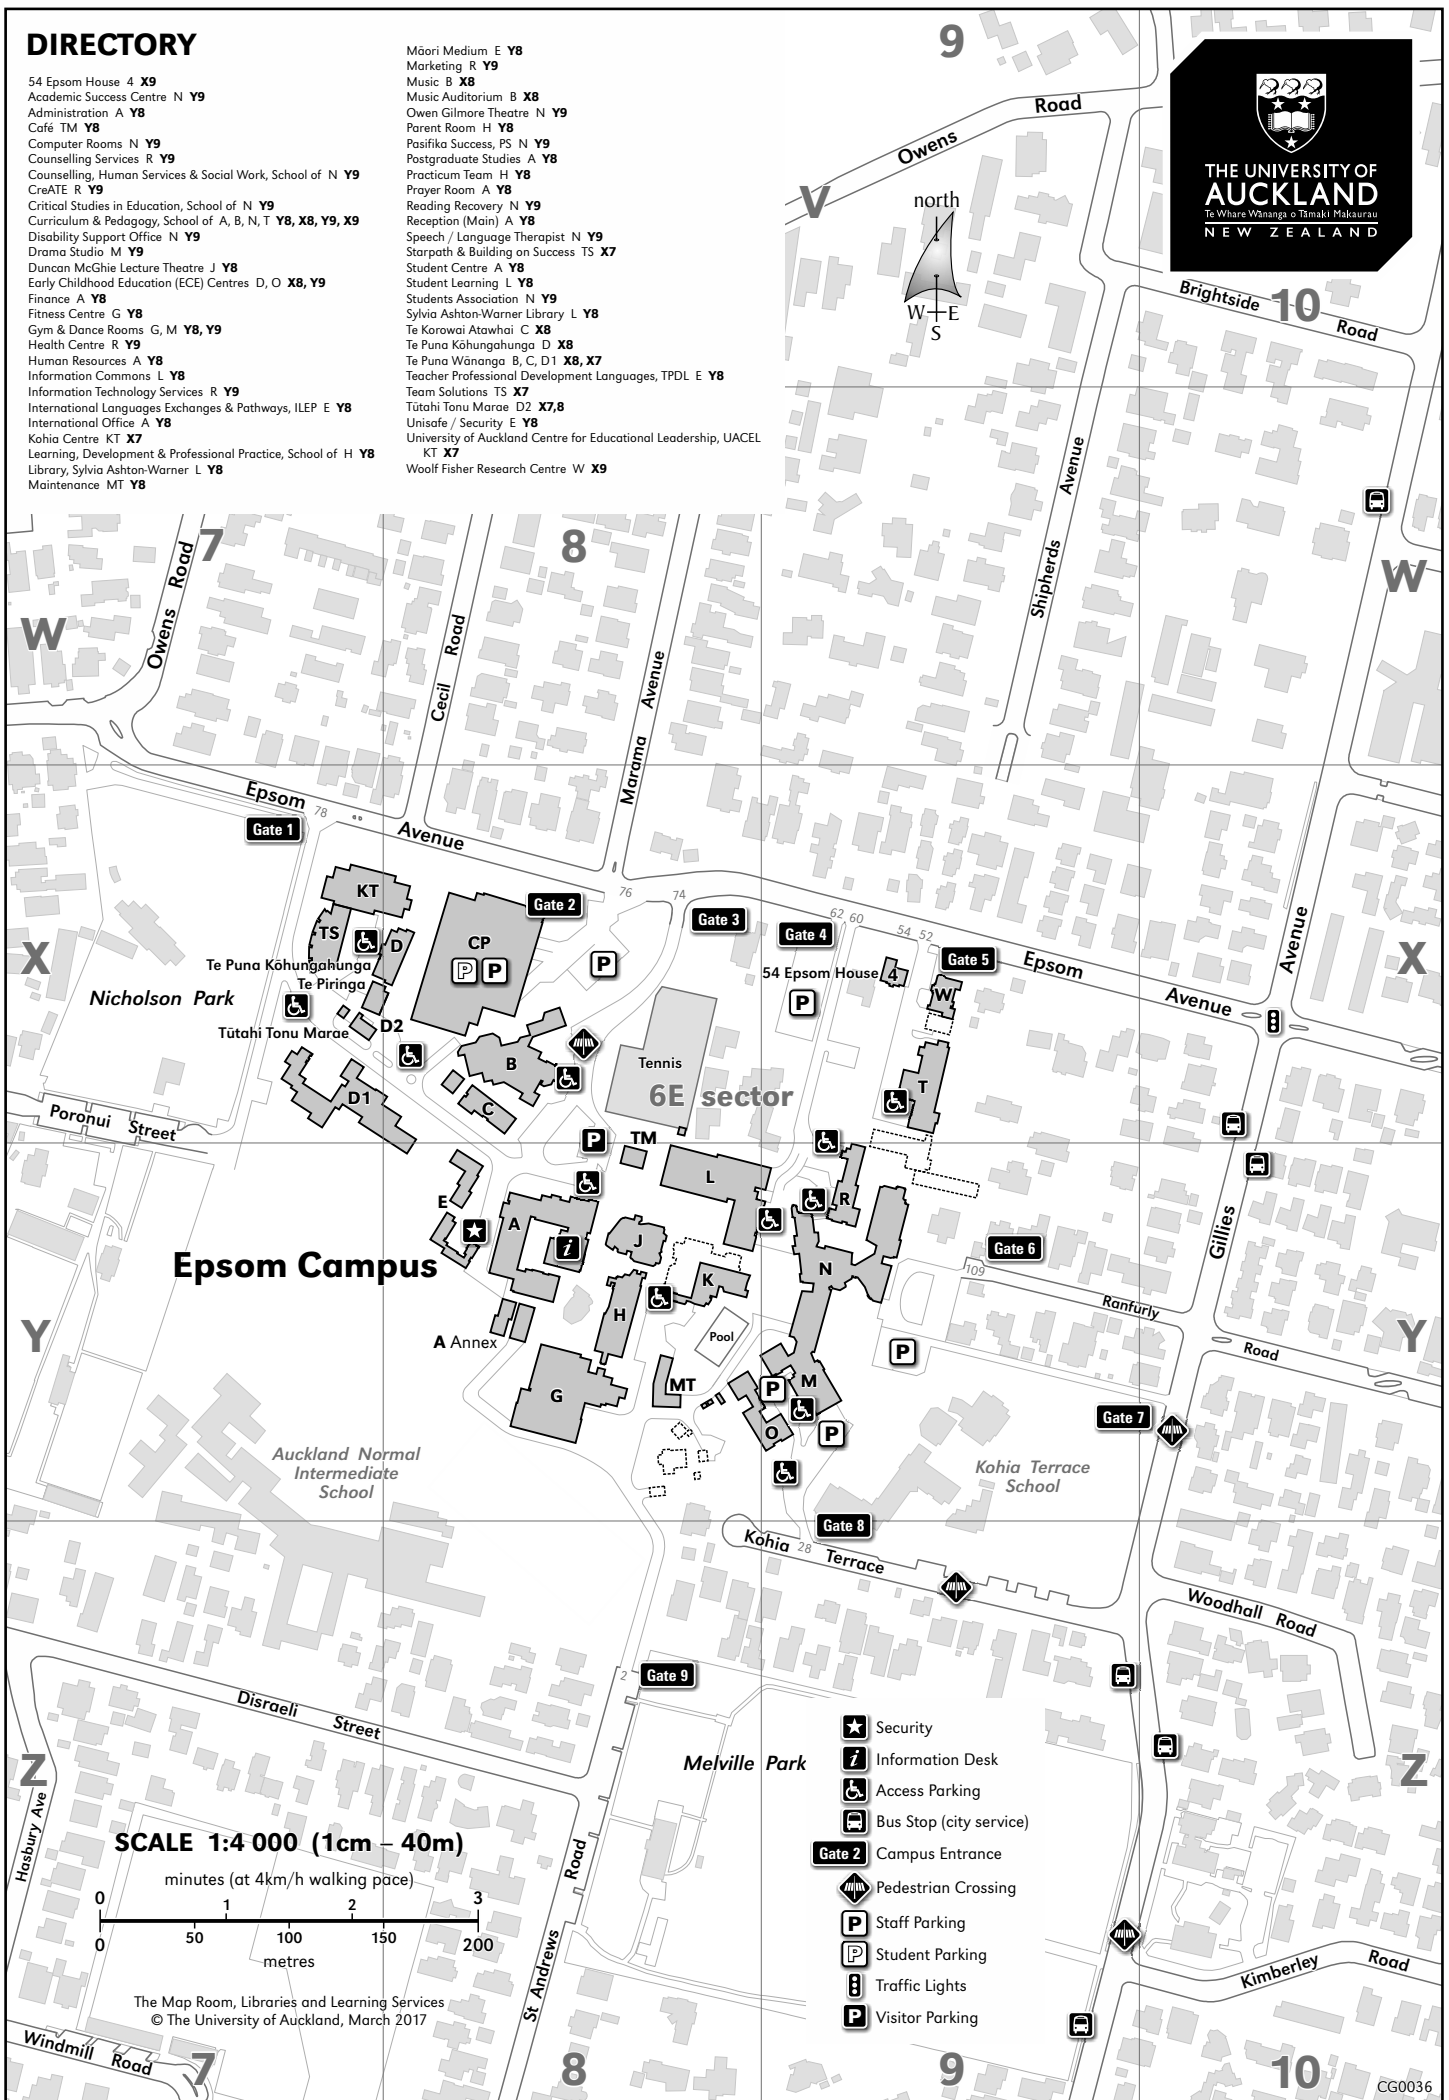 DIRECTORY
54 Epsom House 4 X9
Academic Success Centre N Y9
Administration A Y8
Café TM Y8
Computer Rooms N Y9
Counselling Services R Y9
Counselling, Human Services & Social Work, School of N Y9
CreATE R Y9
Critical Studies in Education, School of N Y9
Curriculum & Pedagogy, School of A, B, N, T Y8, X8, Y9, X9
Disability Support Office N Y9
Drama Studio M Y9
Duncan McGhie Lecture Theatre J Y8
Early Childhood Education (ECE) Centres D, O X8, Y9
Finance A Y8
Fitness Centre G Y8
Gym & Dance Rooms G, M Y8, Y9
Health Centre R Y9
Human Resources A Y8
Information Commons L Y8
Information Technology Services R Y9
International Languages Exchanges & Pathways, ILEP E Y8
International Office A Y8
Kohia Centre KT X7
Learning, Development & Professional Practice, School of H Y8
Library, Sylvia Ashton-Warner L Y8
Maintenance MT Y8
Māori Medium E Y8
Marketing R Y9
Music B X8
Music Auditorium B X8
Owen Gilmore Theatre N Y9
Parent Room H Y8
Pasifika Success, PS N Y9
Postgraduate Studies A Y8
Practicum Team H Y8
Prayer Room A Y8
Reading Recovery N Y9
Reception (Main) A Y8
Speech / Language Therapist N Y9
Starpath & Building on Success TS X7
Student Centre A Y8
Student Learning L Y8
Students Association N Y9
Sylvia Ashton-Warner Library L Y8
Te Korowai Atawhai C X8
Te Puna Kōhungahunga D X8
Te Puna Wānanga B, C, D1 X8, X7
Teacher Professional Development Languages, TPDL E Y8
Team Solutions TS X7
Tūtahi Tonu Marae D2 X7,8
Unisafe / Security E Y8
University of Auckland Centre for Educational Leadership, UACEL
KT X7
Woolf Fisher Research Centre W X9
9
THE UNIVERSITY OF
AUCKLAND
Te Whare Wānanga o Tāmaki Makaurau
NEW ZEALAND
Owens Road
V
north
W E
S
Brightside Road
10
Shipherds Avenue
7
8
W
W
Owens Road
Cecil Road
Marama Avenue
Epsom Avenue
78
Gate 1
KT
TS
D
CP
P P
Gate 2
76
74
Gate 3
62 60
Gate 4
54 52
Gate 5
Epsom Avenue
Avenue
X
X
Nicholson Park
Te Puna Kōhungahunga
Te Piringa
Tūtahi Tonu Marae
D2
D1
B
C
P
Tennis
6E sector
54 Epsom House
4
P
W
T
Poronui Street
P
TM
L
R
E
A
i
J
K
N
Gate 6
109
Gillies
Ranfurly Road
Epsom Campus
Y
Y
H
A Annex
G
MT
Pool
P
M
O
P
P
Gate 7
Auckland Normal
Intermediate
School
Kohia Terrace
School
Gate 8
Kohia Terrace
28
Woodhall Road
2
Gate 9
Disraeli Street
Melville Park
Z
Z
Hasbury Ave
St Andrews Road
Windmill Road
Kimberley Road
SCALE 1:4 000 (1cm – 40m)
minutes (at 4km/h walking pace)
0 1 2 3
0 50 100 150 200
metres
The Map Room, Libraries and Learning Services
© The University of Auckland, March 2017
Security
i Information Desk
Access Parking
Bus Stop (city service)
Gate 2 Campus Entrance
Pedestrian Crossing
P Staff Parking
P Student Parking
Traffic Lights
P Visitor Parking
7
8
9
10
CG0036